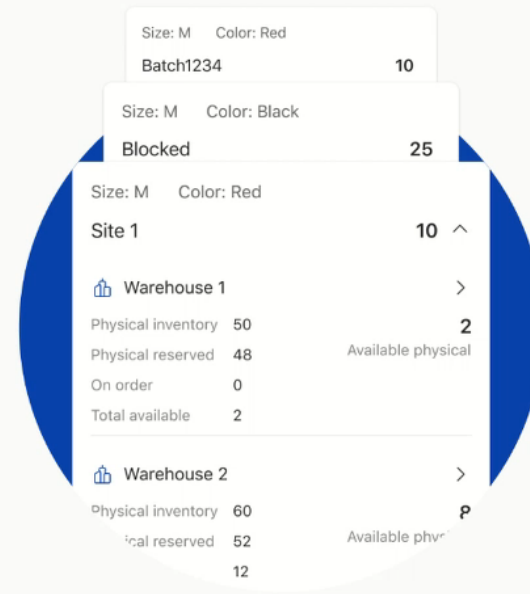 Size: M Color: Red
Batch1234 10
Size: M Color: Black
Blocked 25
Size: M Color: Red
Site 1 10
Warehouse 1
Physical inventory 50 2
Physical reserved 48 Available physical
On order 0
Total available 2
Warehouse 2
Physical inventory 60 8
52 Available
12